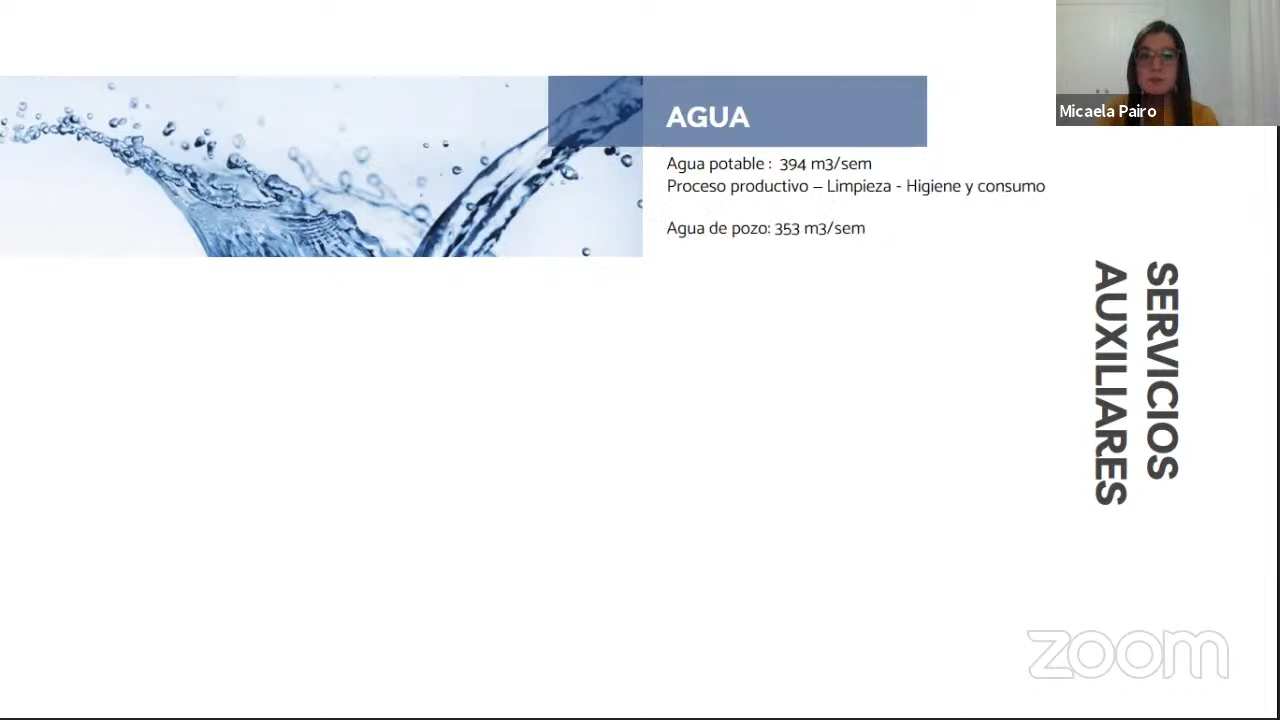 Micaela Pairo
AGUA
Agua potable : 394 m3/sem
Proceso productivo – Limpieza - Higiene y consumo
Agua de pozo: 353 m3/sem
SERVICIOS
AUXILIARES
zoom